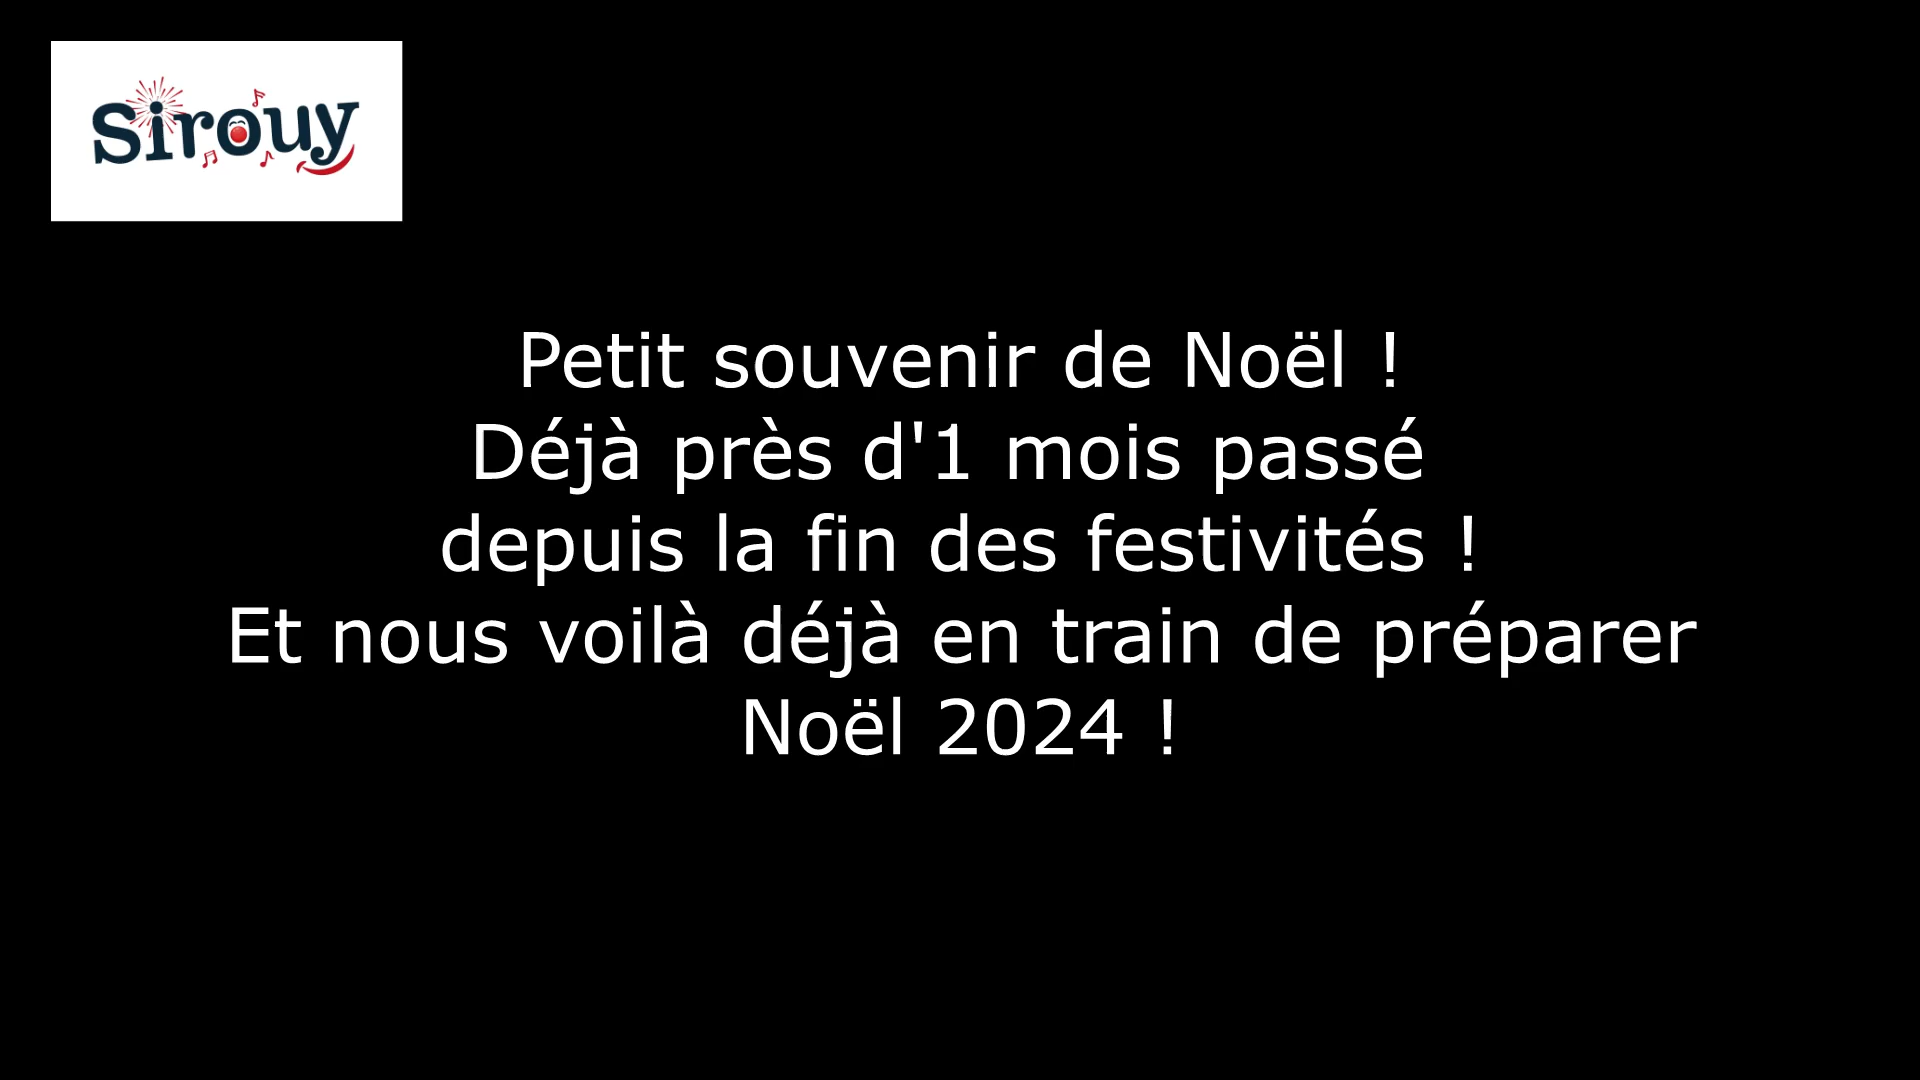 Sirouy
Petit souvenir de Noël !
Déjà près d'1 mois passé
depuis la fin des festivités !
Et nous voilà déjà en train de préparer
Noël 2024 !